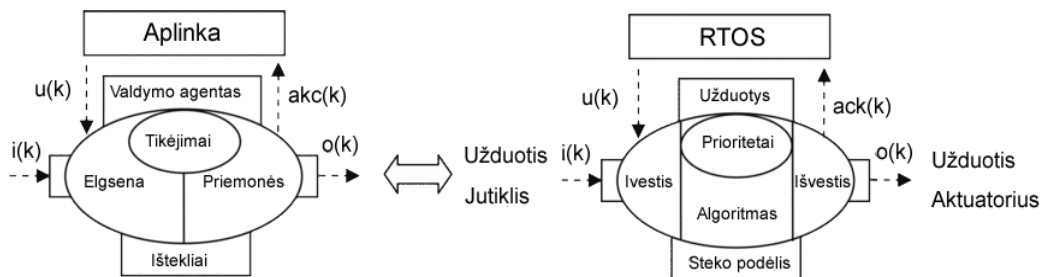 Aplinka
u(k)
Valdymo agentas
akc(k)
Tikėjimai
i(k)
o(k)
Elgsena
Priemonės
Ištekliai
Užduotis
Jutiklis
RTOS
u(k)
Užduotys
ack(k)
Prioritetai
i(k)
o(k)
Ivestis
Išvestis
Algoritmas
Steko podėlis
Užduotis
Aktuatorius